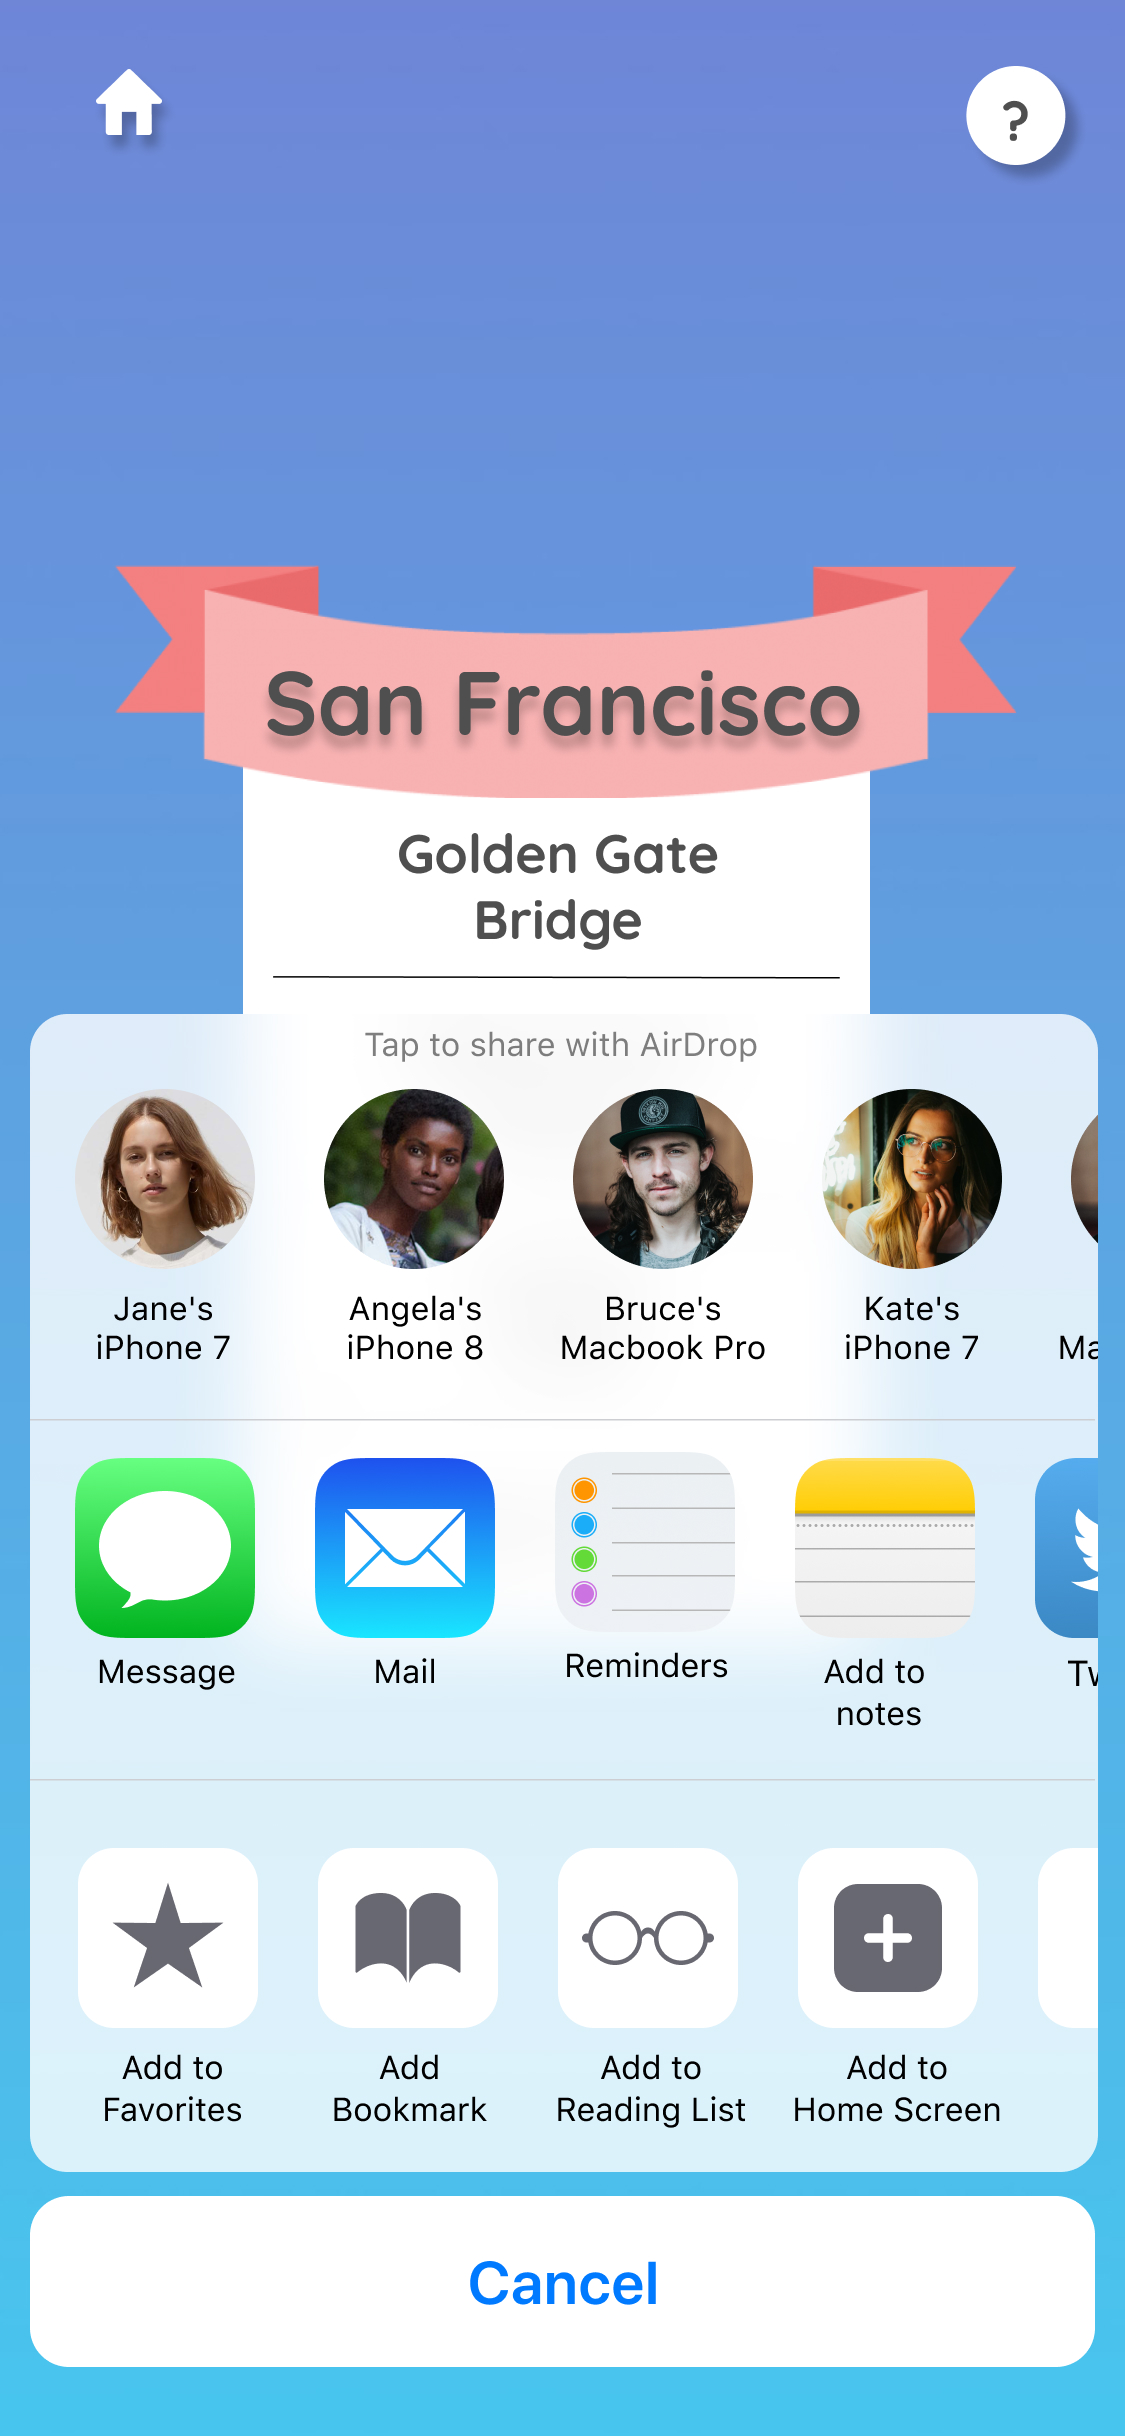 ?
San Francisco
Golden Gate
Bridge
Tap to share with AirDrop
Jane's
iPhone 7
Angela's
iPhone 8
Bruce's
Macbook Pro
Kate's
iPhone 7
Ma
Message
Mail
Reminders
Add to
notes
Tw
Add to
Favorites
Add
Bookmark
Add to
Reading List
Add to
Home Screen
Cancel